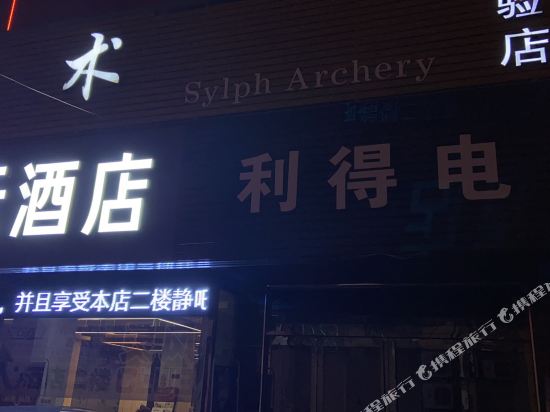 术
Sylph Archery
验店
酒店
利得电
并且享受本店二楼静吧
携程旅行